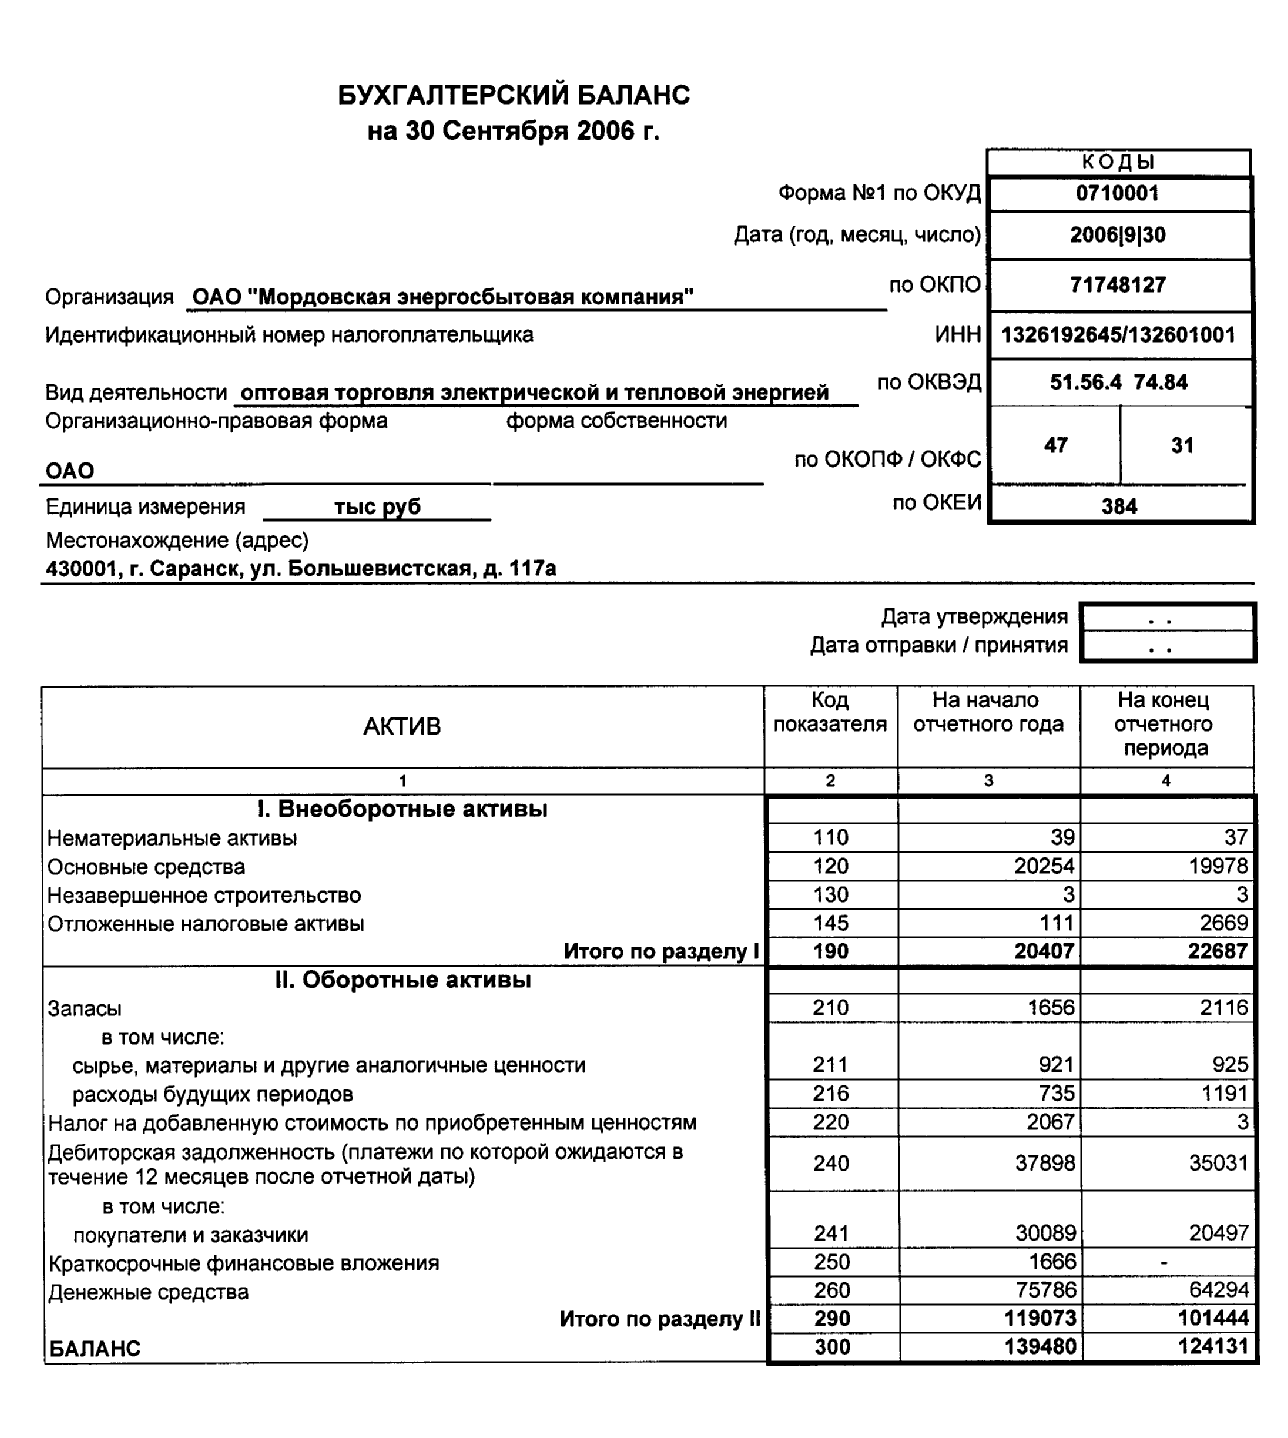 БУХГАЛТЕРСКИЙ БАЛАНС
на 30 Сентября 2006 г.
КОДЫ
Форма №1 по ОКУД 0710001
Дата (год, месяц, число) 2006|9|30
Организация ОАО "Мордовская энергосбытовая компания" по ОКПО 71748127
Идентификационный номер налогоплательщика ИНН 1326192645/132601001
Вид деятельности оптовая торговля электрической и тепловой энергией по ОКВЭД 51.56.4 74.84
Организационно-правовая форма форма собственности
ОАО по ОКОПФ / ОКФС 47 31
Единица измерения тыс руб по ОКЕИ 384
Местонахождение (адрес)
430001, г. Саранск, ул. Большевистская, д. 117а
Дата утверждения . .
Дата отправки / принятия . .
АКТИВ Код показателя На начало отчетного года На конец отчетного периода
1 2 3 4
I. Внеоборотные активы
Нематериальные активы 110 39 37
Основные средства 120 20254 19978
Незавершенное строительство 130 3 3
Отложенные налоговые активы 145 111 2669
Итого по разделу I 190 20407 22687
II. Оборотные активы
Запасы 210 1656 2116
в том числе:
сырье, материалы и другие аналогичные ценности 211 921 925
расходы будущих периодов 216 735 1191
Налог на добавленную стоимость по приобретенным ценностям 220 2067 3
Дебиторская задолженность (платежи по которой ожидаются в
течение 12 месяцев после отчетной даты) 240 37898 35031
в том числе:
покупатели и заказчики 241 30089 20497
Краткосрочные финансовые вложения 250 1666 -
Денежные средства 260 75786 64294
Итого по разделу II 290 119073 101444
БАЛАНС 300 139480 124131